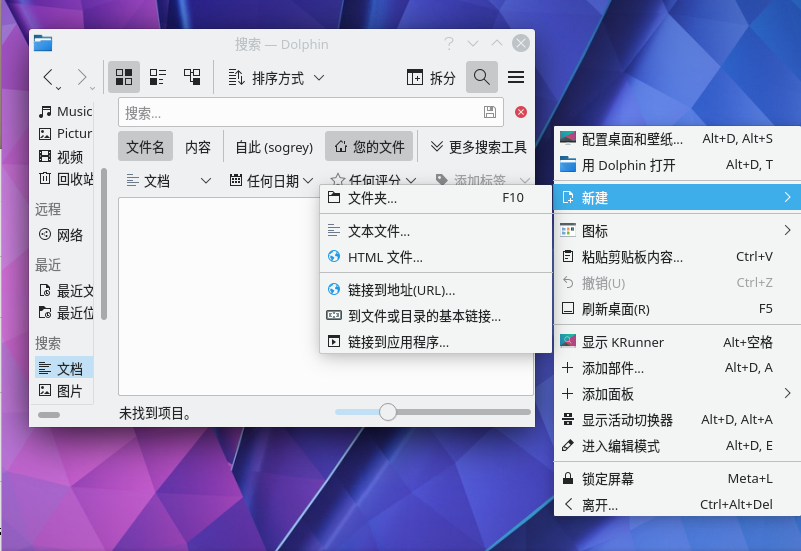 搜索 — Dolphin
排序方式
拆分
搜索...
文件名 内容 自此 (sogrey) 您的文件 更多搜索工具
文档 任何日期 任何评分 添加标签
Music
Pictur
视频
回收站
远程
网络
最近
最近文
最近位
搜索
文档
图片
未找到项目。
文件夹... F10
文本文件...
HTML 文件...
链接到地址(URL)...
到文件或目录的基本链接...
链接到应用程序...
配置桌面和壁纸... Alt+D, Alt+S
用 Dolphin 打开 Alt+D, T
新建
图标
粘贴剪贴板内容... Ctrl+V
撤销(U) Ctrl+Z
刷新桌面(R) F5
显示 KRunner Alt+空格
添加部件... Alt+D, A
添加面板
显示活动切换器 Alt+D, Alt+A
进入编辑模式 Alt+D, E
锁定屏幕 Meta+L
离开... Ctrl+Alt+Del